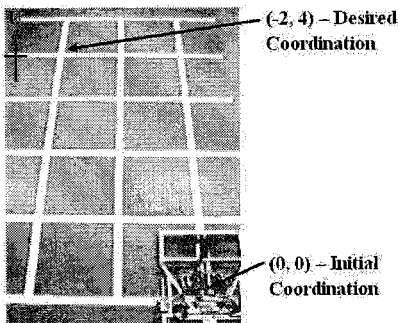 (-2, 4) – Desired
Coordination
(0, 0) – Initial
Coordination